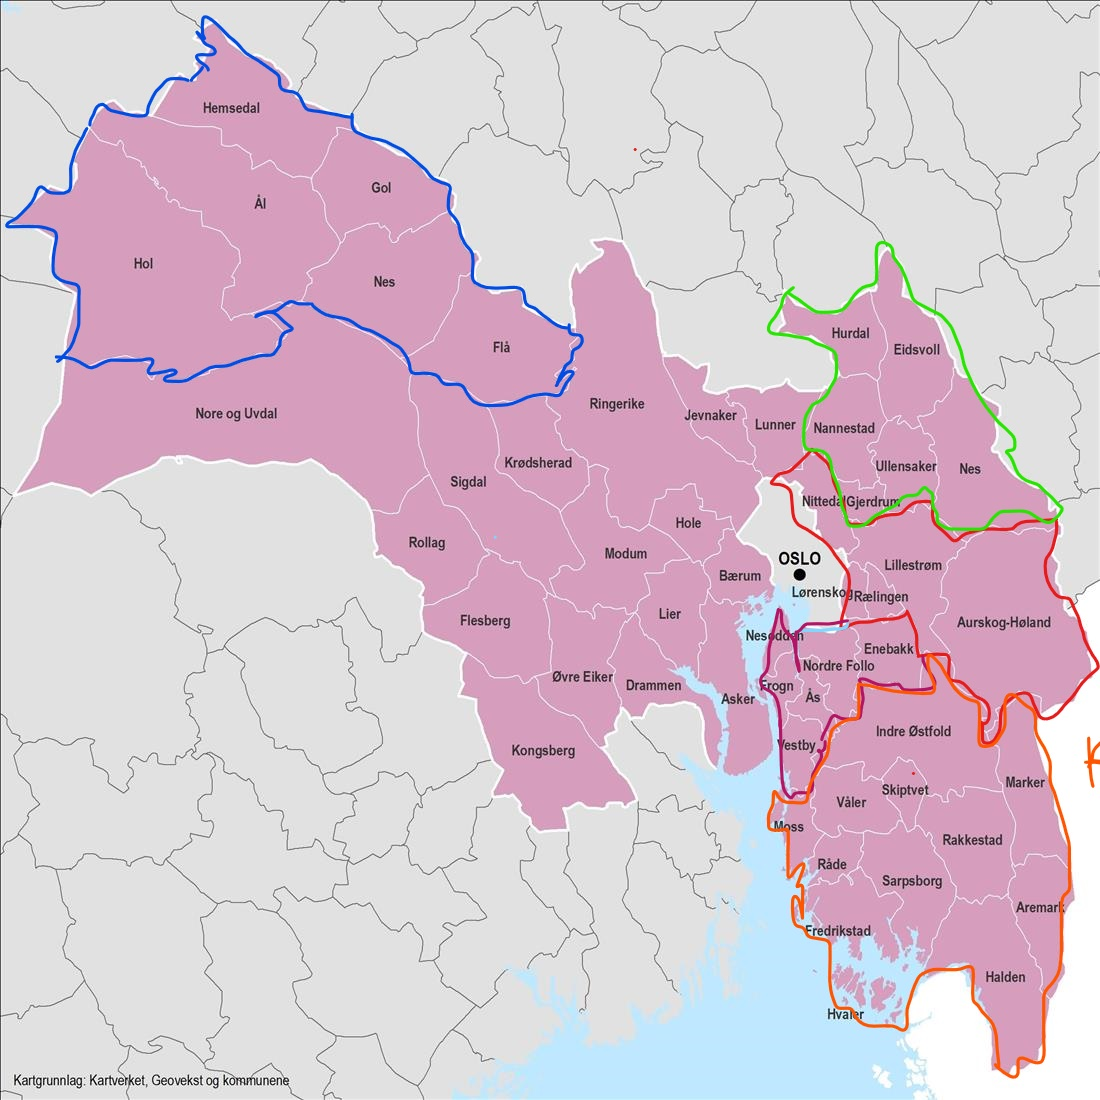 Hemsedal
Gol
Ål
Hol
Nes
Hurdal
Eidsvoll
Flå
Ringerike
Nore og Uvdal
Jevnaker
Lunner
Nannestad
Krødsherad
Ullensaker
Nes
Sigdal
Nittedal
Gjerdrum
Hole
Rollag
Modum
OSLO
Lillestrøm
Bærum
Lørenskog
Rælingen
Flesberg
Lier
Nesodden
Aurskog-Høland
Enebakk
Nordre Follo
Øvre Eiker
Drammen
Frogn
Ås
Asker
Indre Østfold
Kongsberg
Vestby
Marker
Skiptvet
Våler
Moss
Rakkestad
Råde
Sarpsborg
Aremark
Fredrikstad
Halden
Hvaler
Kartgrunnlag: Kartverket, Geovekst og kommunene